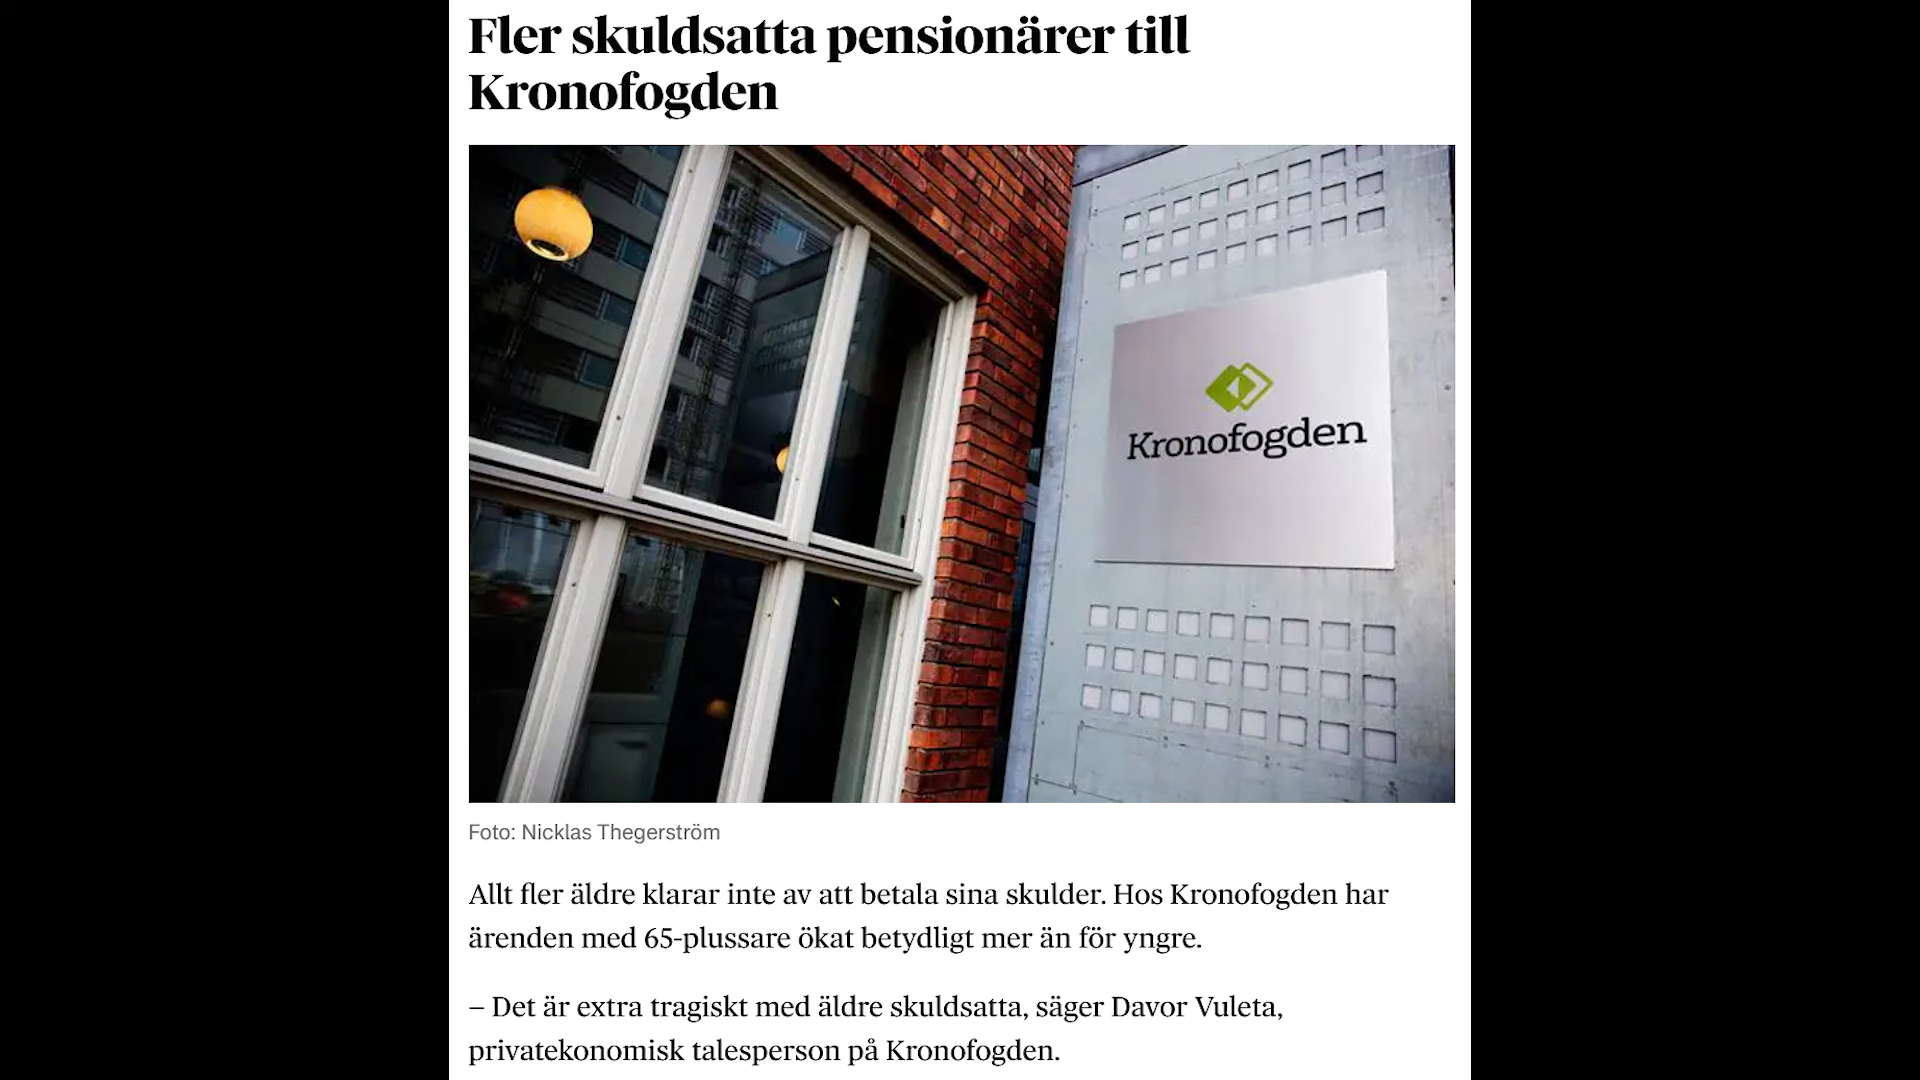 Fler skuldsatta pensionärer till
Kronofogden
Kronofogden
Foto: Nicklas Thegerström
Allt fler äldre klarar inte av att betala sina skulder. Hos Kronofogden har
ärenden med 65-plussare ökat betydligt mer än för yngre.
– Det är extra tragiskt med äldre skuldsatta, säger Davor Vuleta,
privatekonomisk talesperson på Kronofogden.